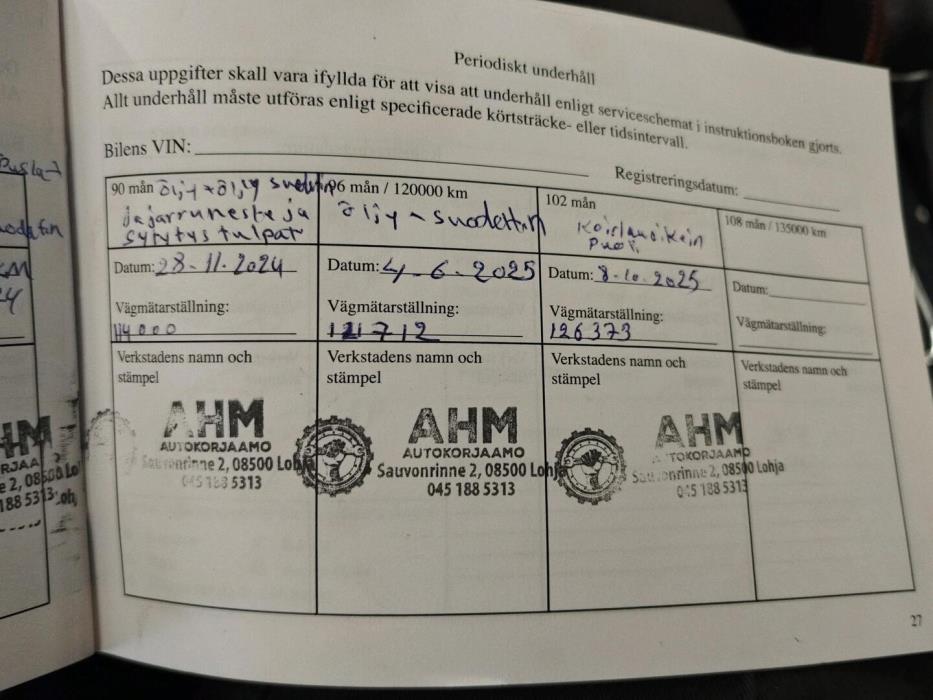 Periodiskt underhåll
Dessa uppgifter skall vara ifyllda för att visa att underhåll enligt serviceschemat i instruktionsboken gjorts.
Allt underhåll måste utföras enligt specificerade körtsträcke- eller tidsintervall.
Bilens VIN:
Registreringsdatum:
90 mån öljy + öljy
jajarruneste ja
sytytystulpat
Datum: 28-11-2024
Vägmätarställning:
114000
Verkstadens namn och
stämpel
AHM
AUTOKORJAAMO
Sauvonrinne 2, 08500 Lohja
045 188 5313
96 mån / 120000 km
öljy - suodattin
Datum: 4-6-2025
Vägmätarställning:
121712
Verkstadens namn och
stämpel
AHM
AUTOKORJAAMO
Sauvonrinne 2, 08500 Lohja
045 188 5313
102 mån
Datum: 8-10-2025
Vägmätarställning:
126373
Verkstadens namn och
stämpel
AHM
AUTOKORJAAMO
Sauvonrinne 2, 08500 Lohja
045 188 5313
108 mån / 135000 km
Datum:
Vägmätarställning:
Verkstadens namn och
stämpel
27